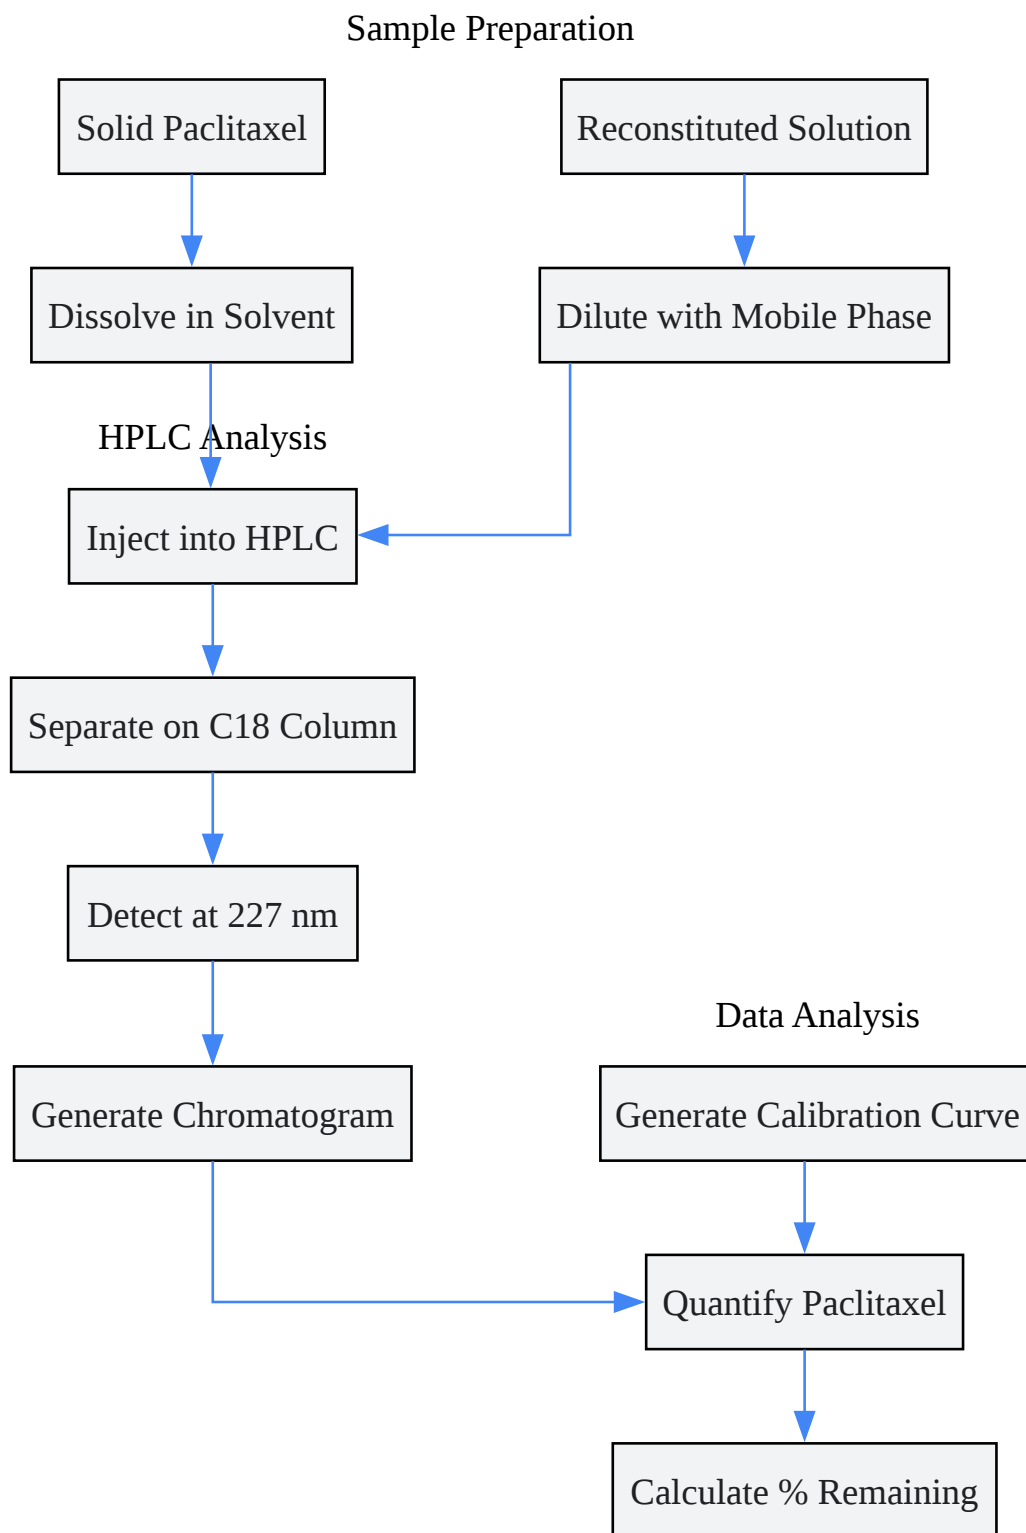 Sample Preparation
Solid Paclitaxel
Reconstituted Solution
Dissolve in Solvent
Dilute with Mobile Phase
HPLC Analysis
Inject into HPLC
Separate on C18 Column
Detect at 227 nm
Data Analysis
Generate Chromatogram
Generate Calibration Curve
Quantify Paclitaxel
Calculate % Remaining